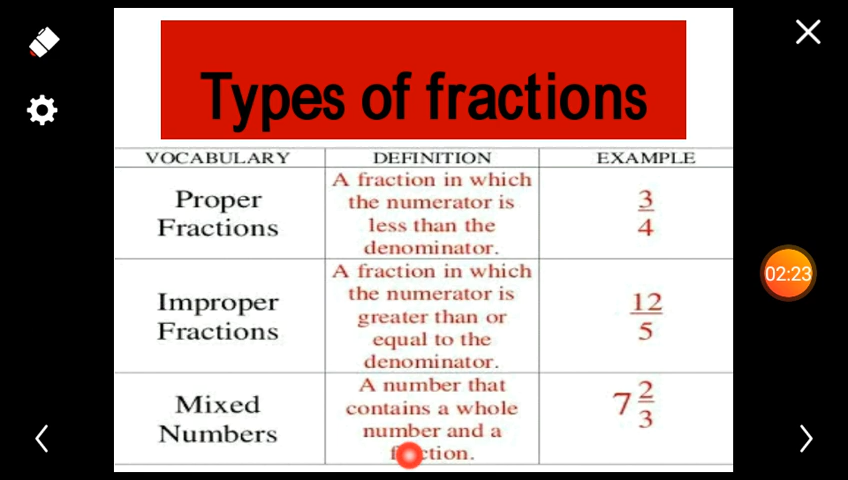 Types of fractions
VOCABULARY DEFINITION EXAMPLE
Proper
Fractions
A fraction in which
the numerator is
less than the
denominator.
3
4
Improper
Fractions
A fraction in which
the numerator is
greater than or
equal to the
denominator.
12
5
Mixed
Numbers
A number that
contains a whole
number and a
fraction.
7 2
3
02:23